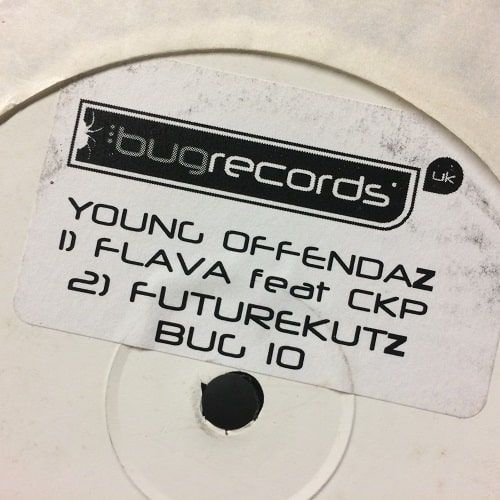 bugrecords
uk
YOUNG OFFENDAZ
1) FLAVA feat CKP
2) FUTUREKUTZ
BUG 10